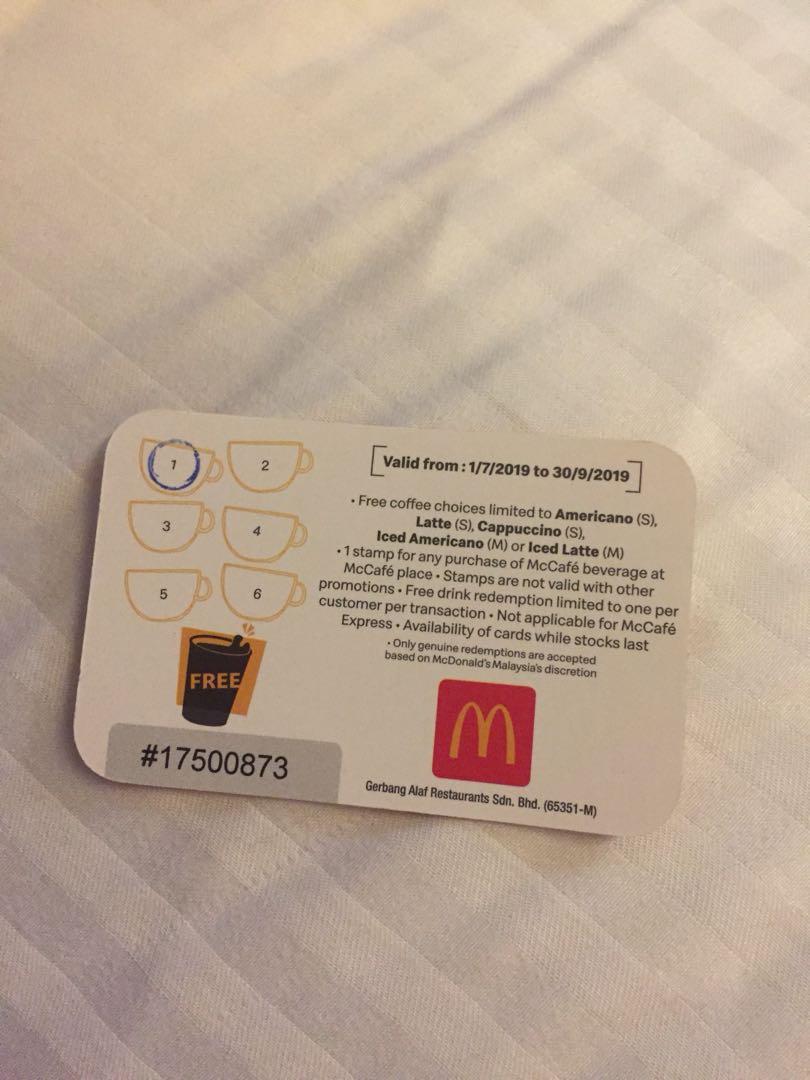 1 2
3 4
5 6
FREE
#17500873
Valid from : 1/7/2019 to 30/9/2019
• Free coffee choices limited to Americano (S),
Latte (S), Cappuccino (S),
Iced Americano (M) or Iced Latte (M)
• 1 stamp for any purchase of McCafé beverage at
McCafé place • Stamps are not valid with other
promotions • Free drink redemption limited to one per
customer per transaction • Not applicable for McCafé
Express • Availability of cards while stocks last
• Only genuine redemptions are accepted
based on McDonald's Malaysia's discretion
M
Gerbang Alaf Restaurants Sdn. Bhd. (65351-M)